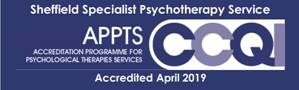 Sheffield Specialist Psychotherapy Service
APPTS
ACCREDITATION PROGRAMME FOR
PSYCHOLOGICAL THERAPIES SERVICES
CCQI
Accredited April 2019